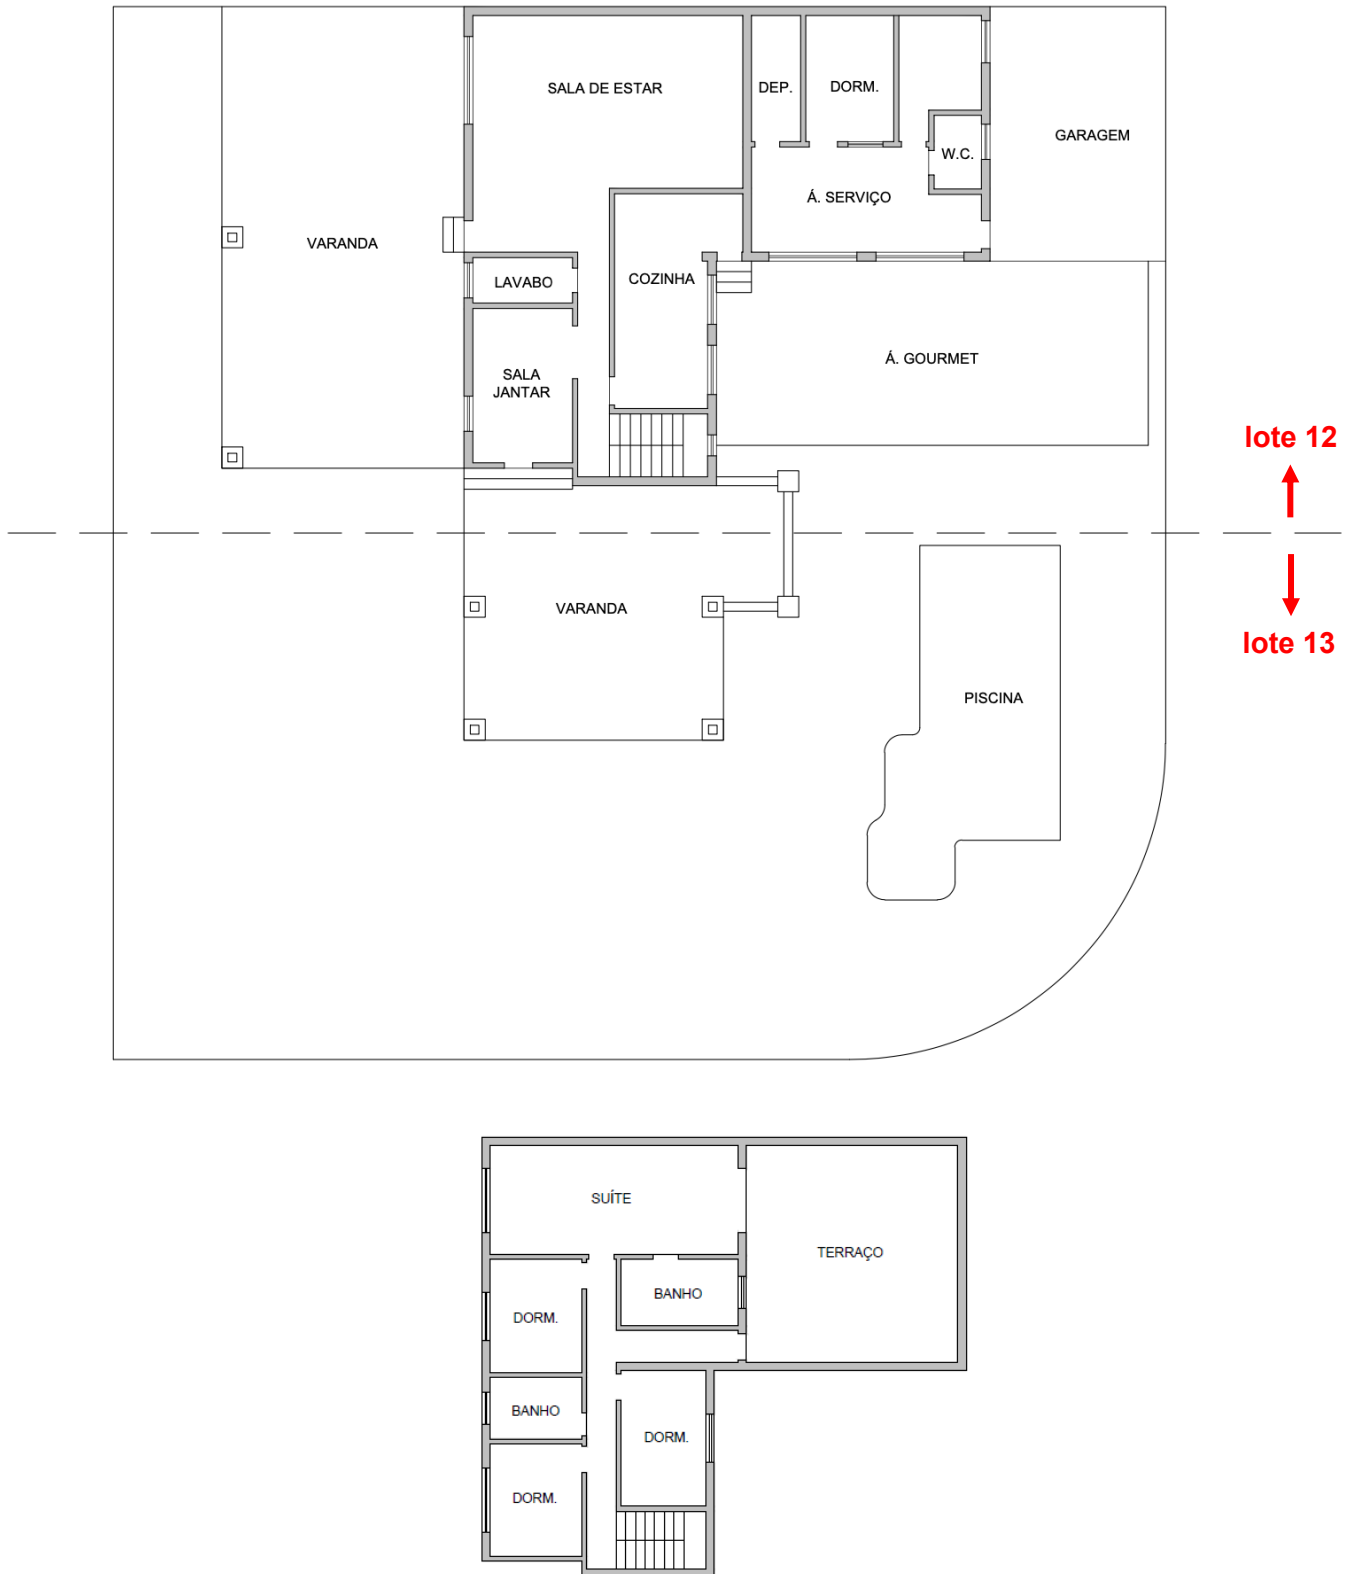 SALA DE ESTAR
DEP.
DORM.
GARAGEM
W.C.
Á. SERVIÇO
VARANDA
LAVABO
COZINHA
Á. GOURMET
SALA
JANTAR
lote 12
VARANDA
lote 13
PISCINA
SUÍTE
TERRAÇO
BANHO
DORM.
BANHO
DORM.
DORM.